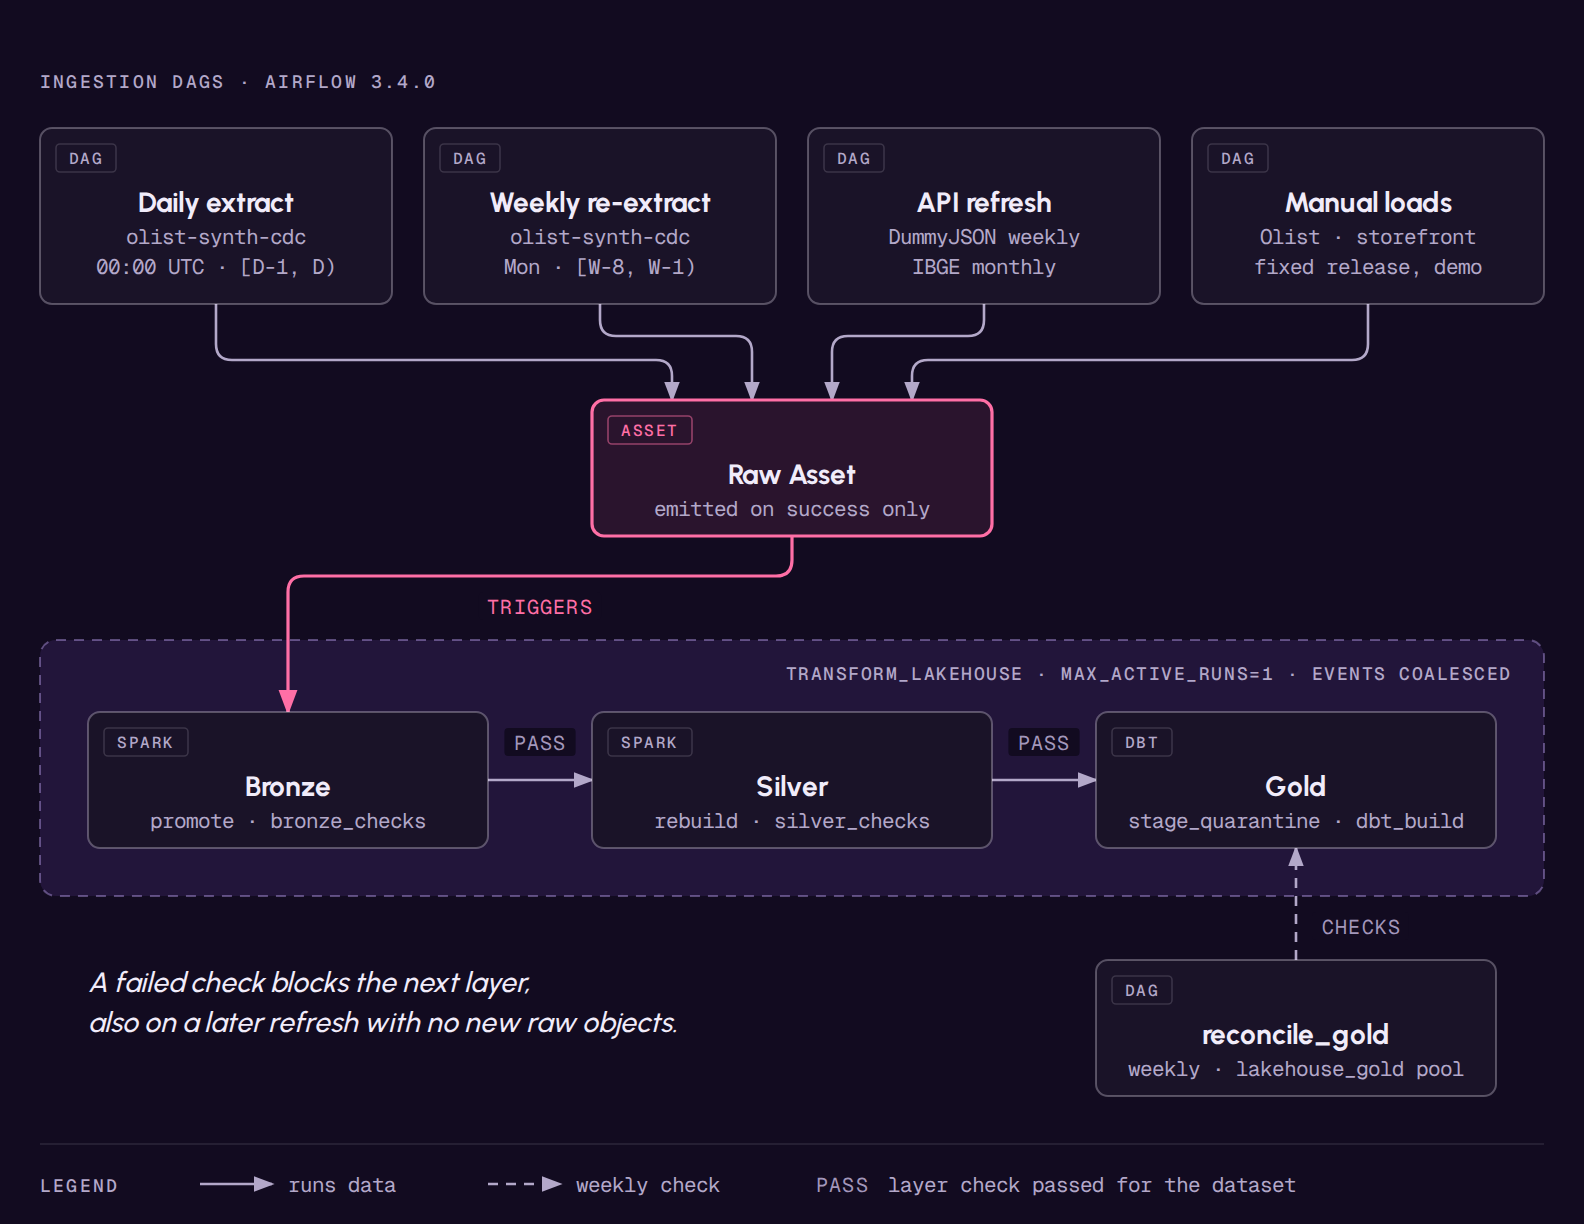 INGESTION DAGS · AIRFLOW 3.4.0
DAG
Daily extract
olist-synth-cdc
00:00 UTC · [D-1, D)
DAG
Weekly re-extract
olist-synth-cdc
Mon · [W-8, W-1)
DAG
API refresh
DummyJSON weekly
IBGE monthly
DAG
Manual loads
Olist · storefront
fixed release, demo
ASSET
Raw Asset
emitted on success only
TRIGGERS
TRANSFORM_LAKEHOUSE · MAX_ACTIVE_RUNS=1 · EVENTS COALESCED
SPARK
Bronze
promote · bronze_checks
PASS
SPARK
Silver
rebuild · silver_checks
PASS
DBT
Gold
stage_quarantine · dbt_build
CHECKS
A failed check blocks the next layer,
also on a later refresh with no new raw objects.
DAG
reconcile_gold
weekly · lakehouse_gold pool
LEGEND
runs data
weekly check
PASS layer check passed for the dataset